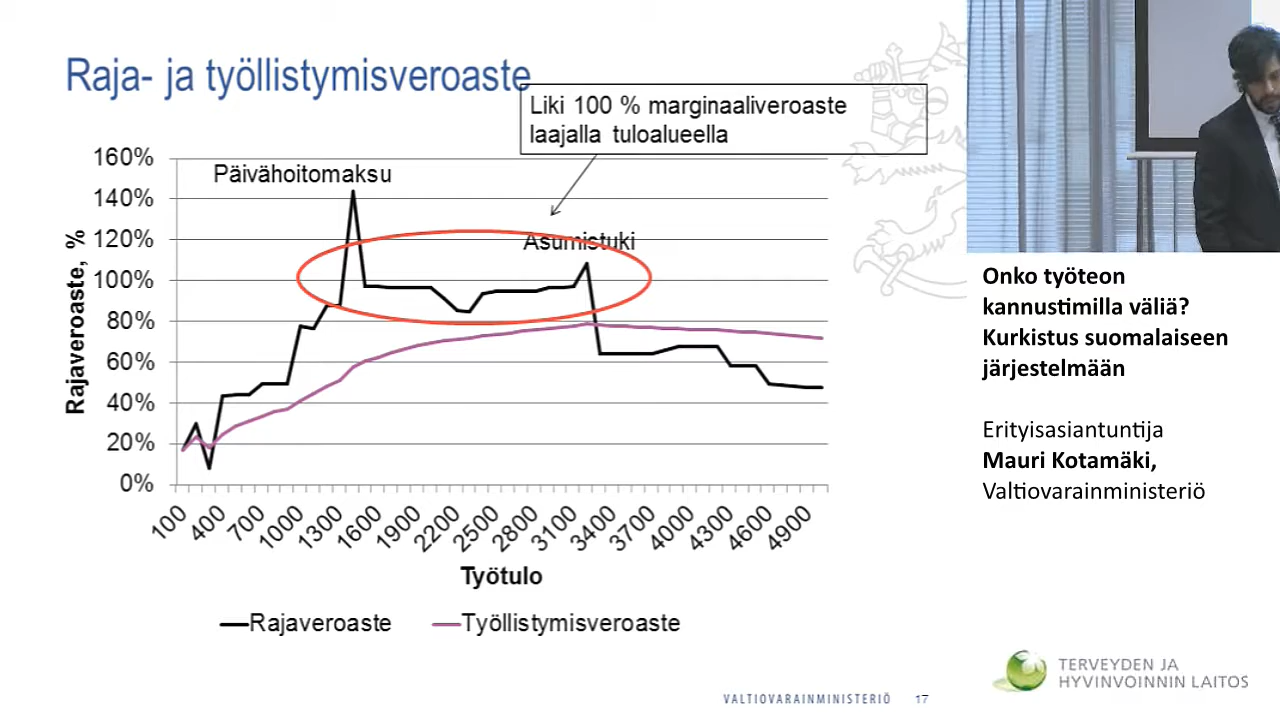 Raja- ja työllistymisveroaste
Liki 100 % marginaaliveroaste
laajalla tuloalueella
160%
140%
120%
100%
80%
60%
40%
20%
0%
Rajaveroaste, %
Päivähoitomaksu
Asumistuki
100
400
700
1000
1300
1600
1900
2200
2500
2800
3100
3400
3700
4000
4300
4600
4900
Työtulo
Rajaveroaste
Työllistymisveroaste
VALTIOVARAINMINISTERIÖ 17
Onko työteon
kannustimilla väliä?
Kurkistus suomalaiseen
järjestelmään
Erityisasiantuntija
Mauri Kotamäki,
Valtiovarainministeriö
TERVEYDEN JA
HYVINVOINNIN LAITOS